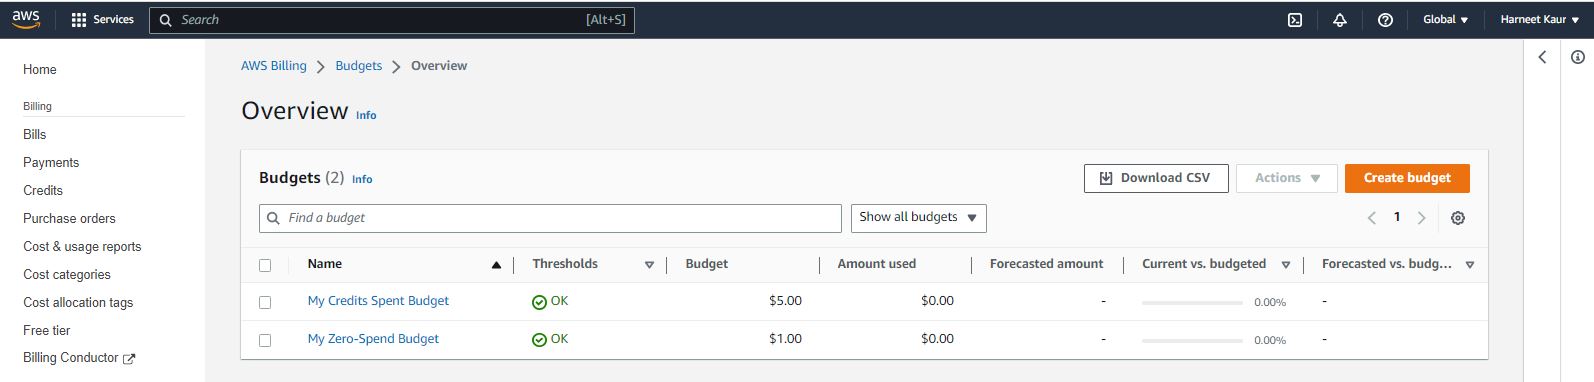 aws Services Search [Alt+S] Global Harneet Kaur
Home
Billing
Bills
Payments
Credits
Purchase orders
Cost & usage reports
Cost categories
Cost allocation tags
Free tier
Billing Conductor
AWS Billing Budgets Overview
Overview Info
Budgets (2) Info Download CSV Actions Create budget
Find a budget Show all budgets 1
Name Thresholds Budget Amount used Forecasted amount Current vs. budgeted Forecasted vs. budg...
My Credits Spent Budget OK $5.00 $0.00 - 0.00% -
My Zero-Spend Budget OK $1.00 $0.00 - 0.00% -